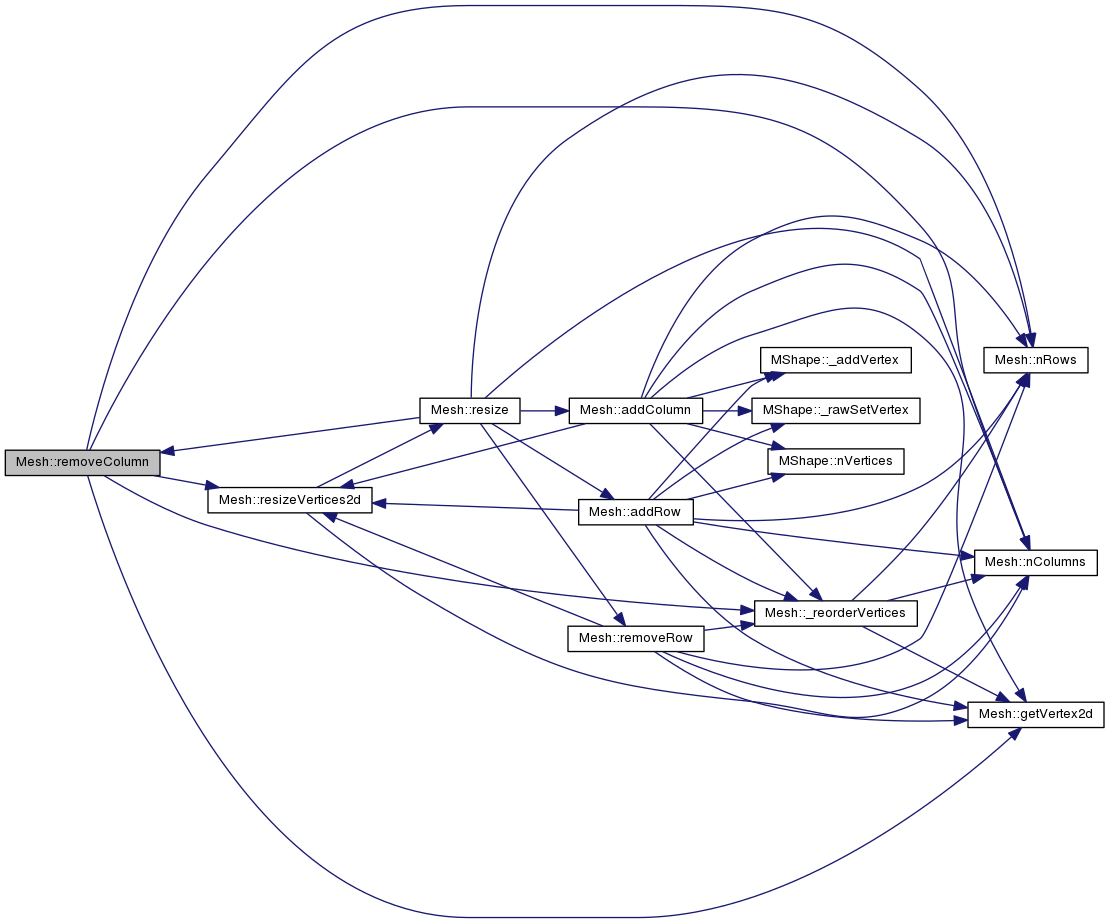 Mesh::removeColumn
Mesh::resizeVertices2d
Mesh::resize
Mesh::addColumn
Mesh::addRow
Mesh::removeRow
MShape::_addVertex
MShape::_rawSetVertex
MShape::nVertices
Mesh::_reorderVertices
Mesh::nRows
Mesh::nColumns
Mesh::getVertex2d